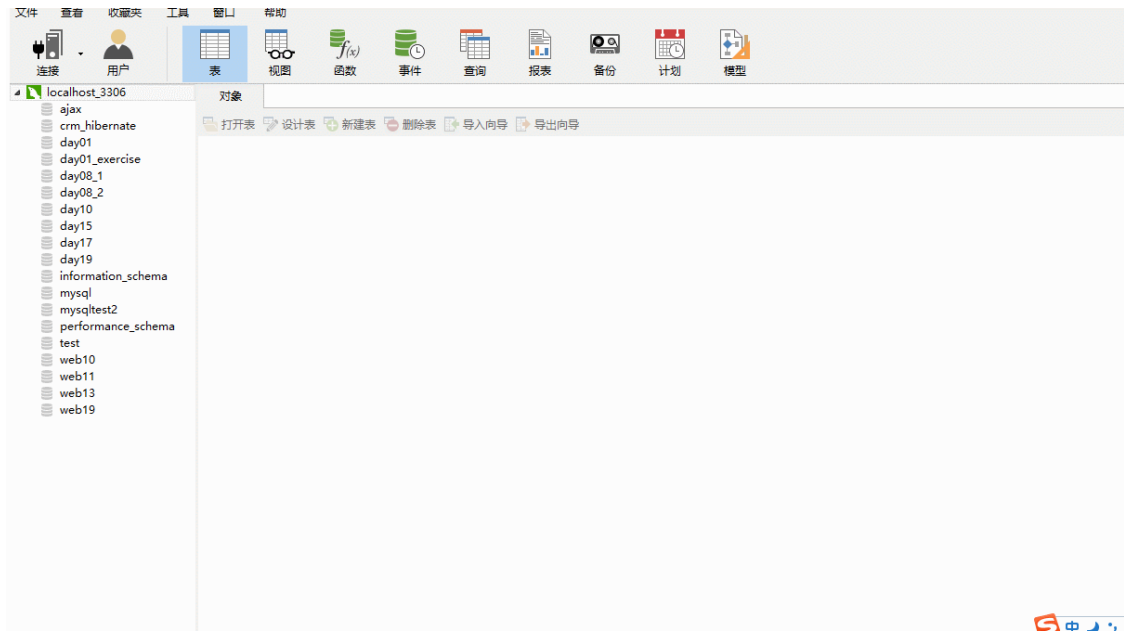 文件 查看 收藏夹 工具 窗口 帮助
连接 用户 表 视图 函数 事件 查询 报表 备份 计划 模型
localhost_3306
对象
打开表 设计表 新建表 删除表 导入向导 导出向导
ajax
crm_hibernate
day01
day01_exercise
day08_1
day08_2
day10
day15
day17
day19
information_schema
mysql
mysqltest2
performance_schema
test
web10
web11
web13
web19
中